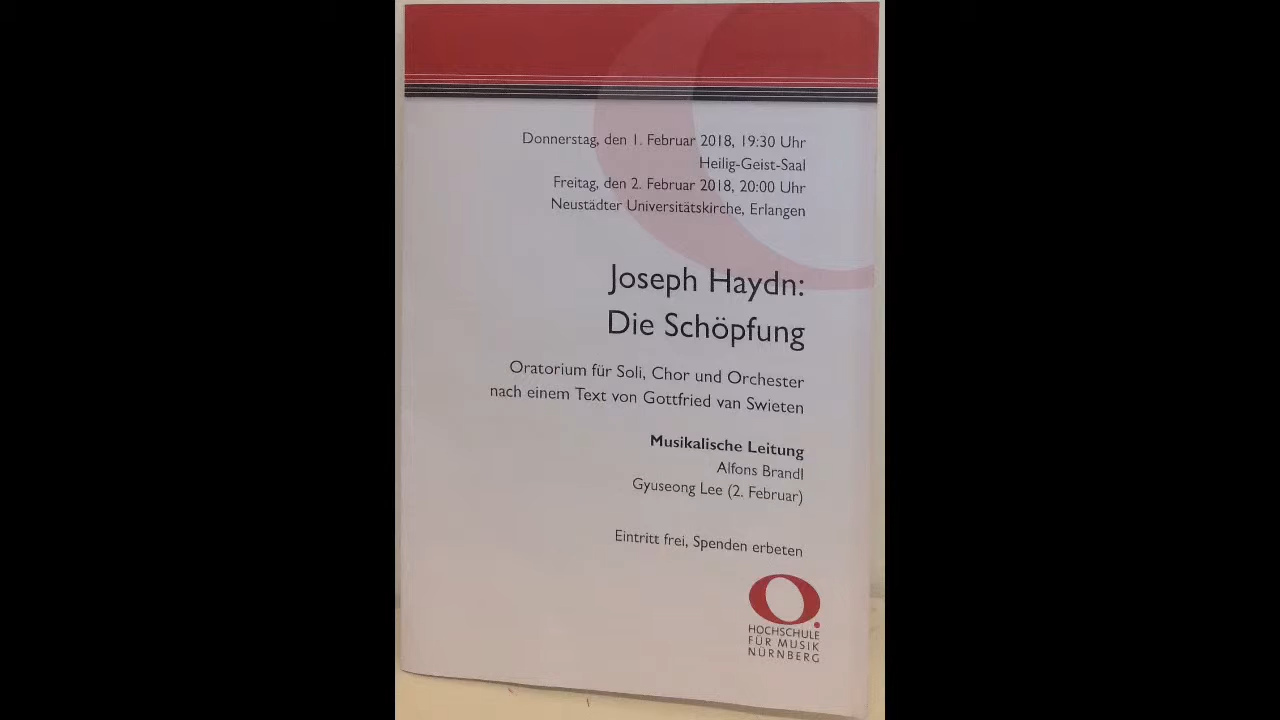 Donnerstag, den 1. Februar 2018, 19:30 Uhr
Heilig-Geist-Saal
Freitag, den 2. Februar 2018, 20:00 Uhr
Neustädter Universitätskirche, Erlangen
Joseph Haydn:
Die Schöpfung
Oratorium für Soli, Chor und Orchester
nach einem Text von Gottfried van Swieten
Musikalische Leitung
Alfons Brandl
Gyuseong Lee (2. Februar)
Eintritt frei, Spenden erbeten
HOCHSCHULE
FÜR MUSIK
NÜRNBERG